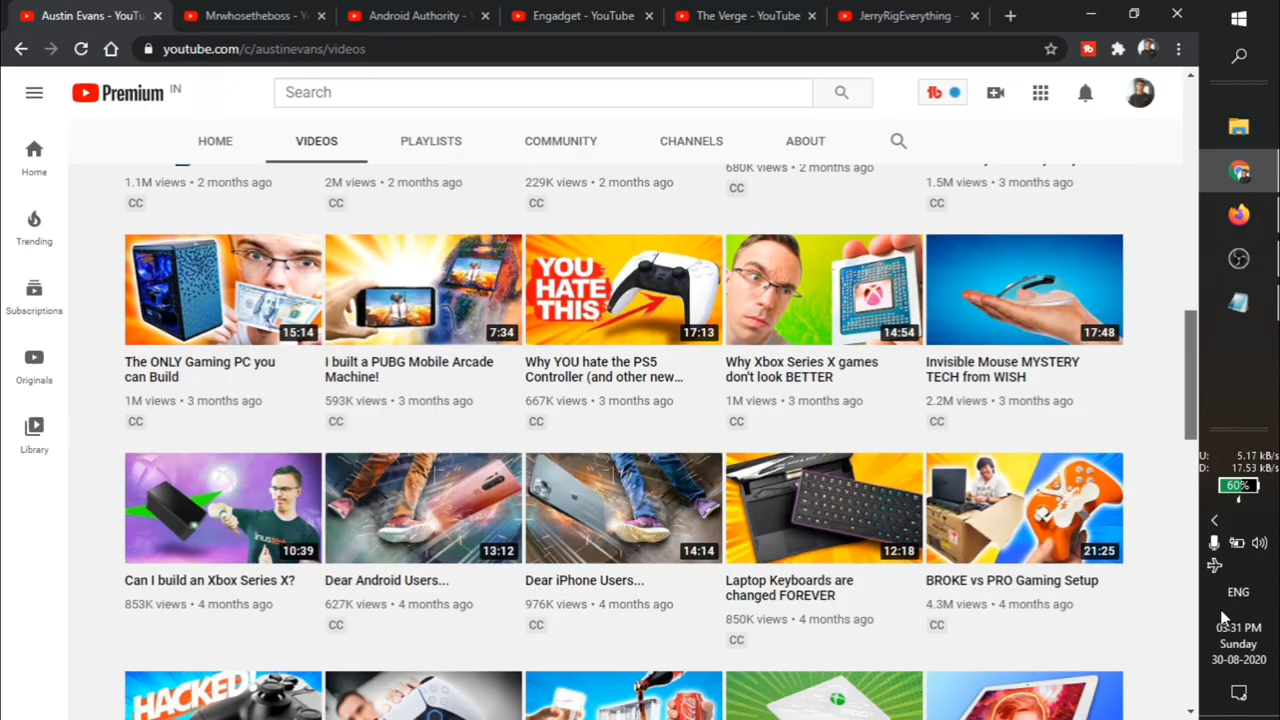 Austin Evans - YouTu
Mrwhosetheboss - Y
Android Authority -
Engadget - YouTube
The Verge - YouTube
JerryRigEverything -
youtube.com/c/austinevans/videos
Premium IN
Search
HOME
VIDEOS
PLAYLISTS
COMMUNITY
CHANNELS
ABOUT
Home
Trending
Subscriptions
Originals
Library
1.1M views • 2 months ago
CC
2M views • 2 months ago
CC
229K views • 2 months ago
CC
680K views • 2 months ago
CC
1.5M views • 3 months ago
CC
15:14
The ONLY Gaming PC you
can Build
1M views • 3 months ago
CC
7:34
I built a PUBG Mobile Arcade
Machine!
593K views • 3 months ago
YOU
HATE
THIS
17:13
Why YOU hate the PS5
Controller (and other new...
667K views • 3 months ago
CC
14:54
Why Xbox Series X games
don't look BETTER
1M views • 3 months ago
CC
17:48
Invisible Mouse MYSTERY
TECH from WISH
2.2M views • 3 months ago
CC
10:39
Can I build an Xbox Series X?
853K views • 4 months ago
13:12
Dear Android Users...
627K views • 4 months ago
CC
14:14
Dear iPhone Users...
976K views • 4 months ago
CC
12:18
Laptop Keyboards are
changed FOREVER
850K views • 4 months ago
CC
21:25
BROKE vs PRO Gaming Setup
4.3M views • 4 months ago
CC
HACKED!
U: 5.17 kB/s
D: 17.53 kB/s
60%
ENG
03:31 PM
Sunday
30-08-2020